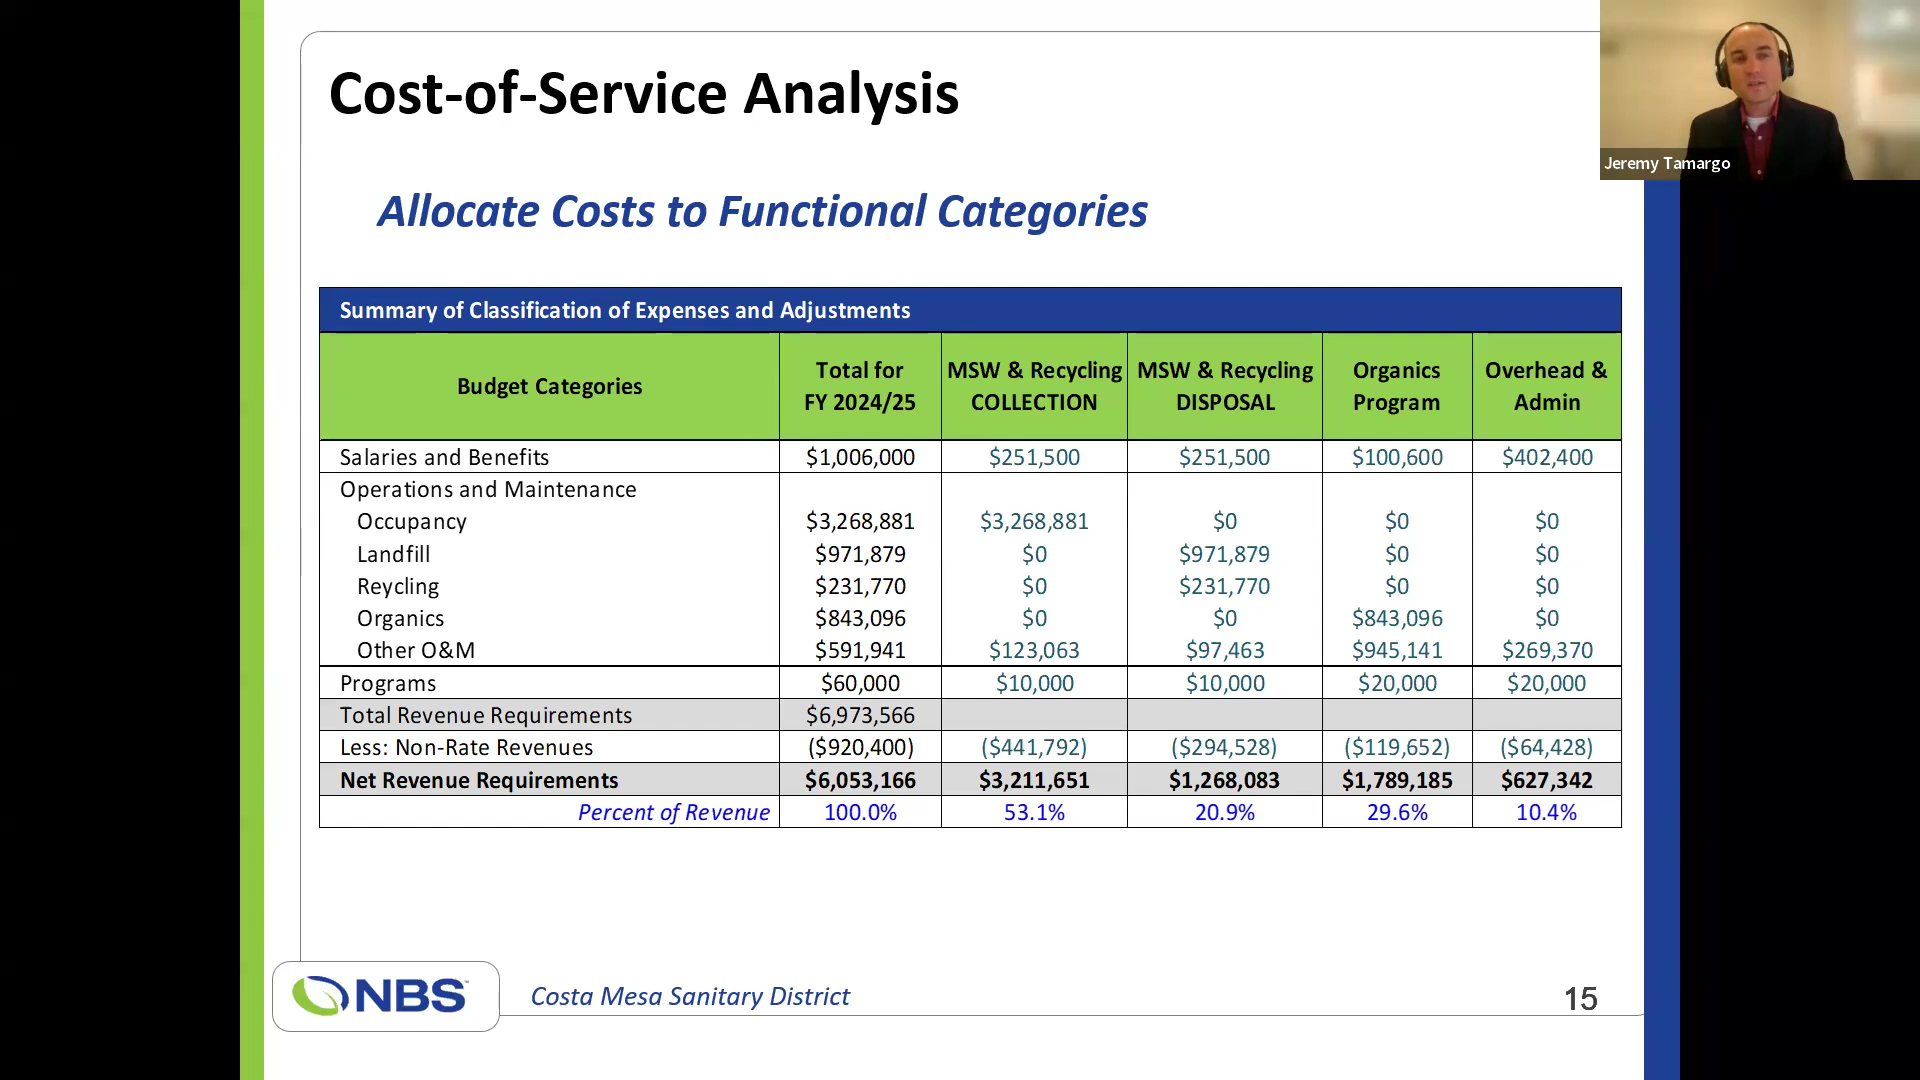 Cost-of-Service Analysis
Jeremy Tamargo
Allocate Costs to Functional Categories
Summary of Classification of Expenses and Adjustments
Budget Categories Total for FY 2024/25 MSW & Recycling COLLECTION MSW & Recycling DISPOSAL Organics Program Overhead & Admin
Salaries and Benefits $1,006,000 $251,500 $251,500 $100,600 $402,400
Operations and Maintenance
Occupancy $3,268,881 $3,268,881 $0 $0 $0
Landfill $971,879 $0 $971,879 $0 $0
Reycling $231,770 $0 $231,770 $0 $0
Organics $843,096 $0 $0 $843,096 $0
Other O&M $591,941 $123,063 $97,463 $945,141 $269,370
Programs $60,000 $10,000 $10,000 $20,000 $20,000
Total Revenue Requirements $6,973,566
Less: Non-Rate Revenues ($920,400) ($441,792) ($294,528) ($119,652) ($64,428)
Net Revenue Requirements $6,053,166 $3,211,651 $1,268,083 $1,789,185 $627,342
Percent of Revenue 100.0% 53.1% 20.9% 29.6% 10.4%
NBS
Costa Mesa Sanitary District
15